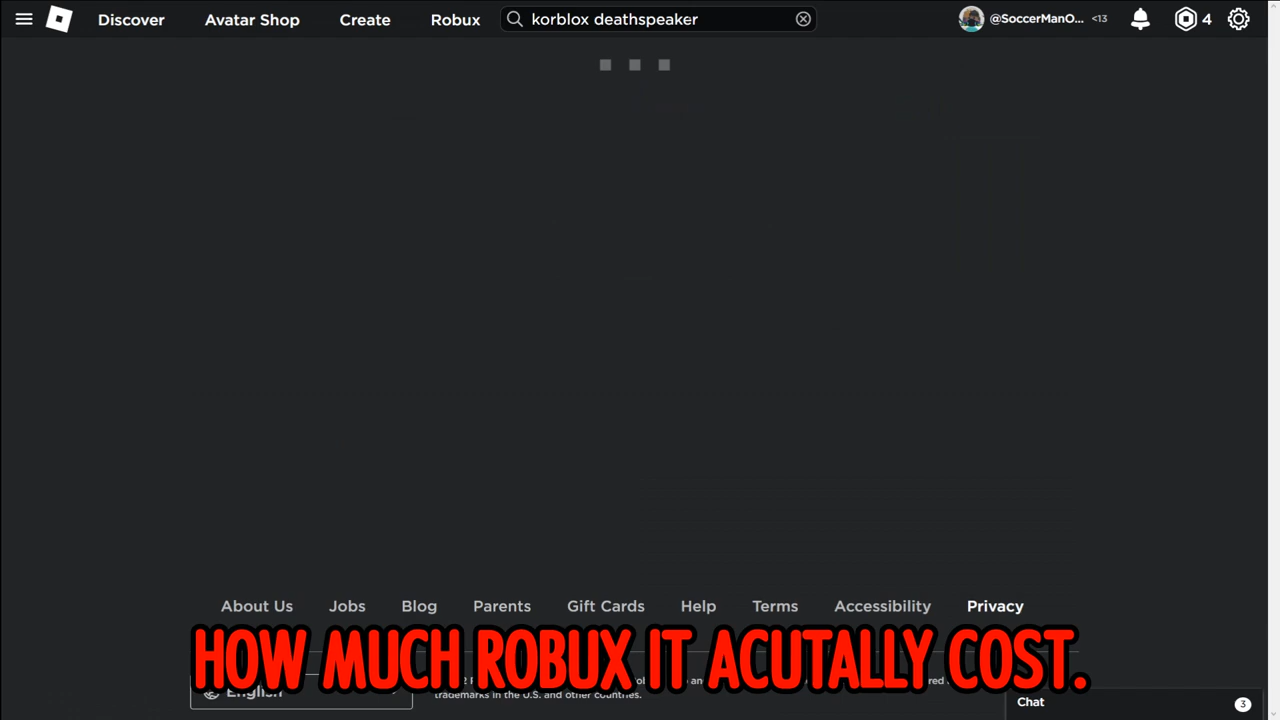 Discover Avatar Shop Create Robux korblox deathspeaker @SoccerManO... <13 4
About Us Jobs Blog Parents Gift Cards Help Terms Accessibility Privacy
HOW MUCH ROBUX IT ACUTALLY COST.
English
trademarks in the U.S. and other countries.
Chat 3